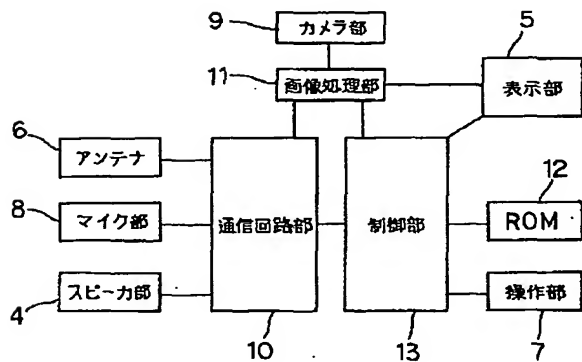 9 カメラ部
5
11 画像処理部
表示部
6 アンテナ
12
8 マイク部
通信回路部
制御部
ROM
4 スピーカ部
操作部
10
13
7